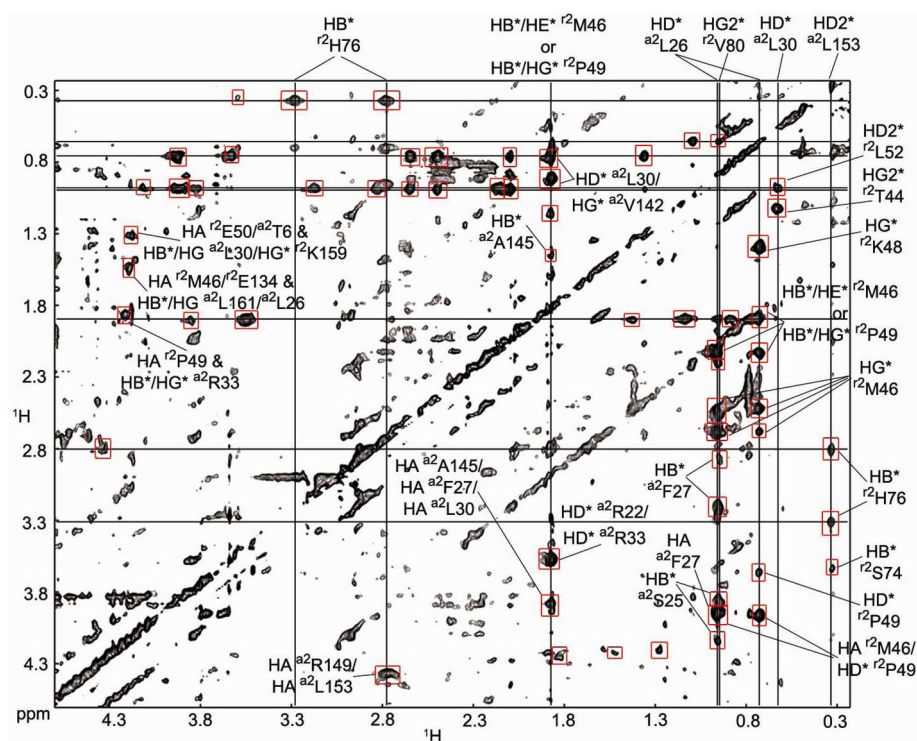 HB*
r2H76
HB*/HE* r2M46
or
HB*/HG* r2P49
HD*
a2L26
HG2*
r2V80
HD*
a2L30
HD2*
a2L153
0.3
0.8
1.3
1.8
2.3
2.8
3.3
3.8
4.3
1H
ppm
4.3 3.8 3.3 2.8 2.3 1.8 1.3 0.8 0.3
1H
HD2*
r2L52
HG2*
r2T44
HG*
r2K48
HD* a2L30/
HG* a2V142
HB*
a2A145
HA r2E50/a2T6 &
HB*/HG a2L30/HG* r2K159
HA r2M46/r2E134 &
HB*/HG a2L161/a2L26
HA r2P49 &
HB*/HG* a2R33
HB*/HE* r2M46
or
HB*/HG* r2P49
HG*
r2M46
HB*
a2F27
HA a2A145/
HA a2F27/
HA a2L30
HD* a2R22/
HD* a2R33
HA
a2F27
HB*
a2S25
HB*
r2H76
HB*
r2S74
HD*
r2P49
HA r2M46/
HD* r2P49
HA a2R149/
HA a2L153